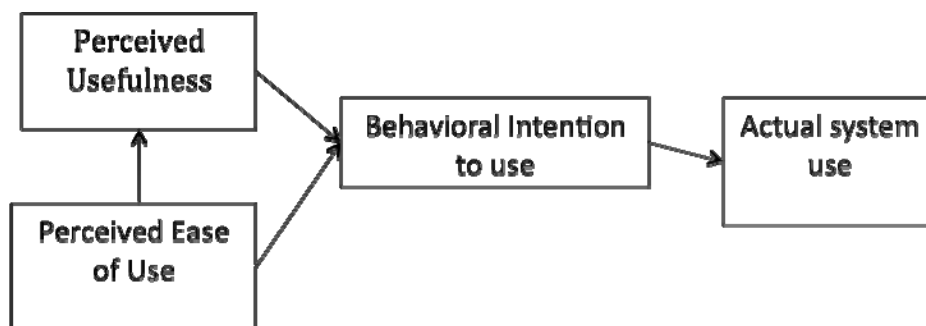 Perceived
Usefulness
Behavioral Intention
to use
Actual system
use
Perceived Ease
of Use